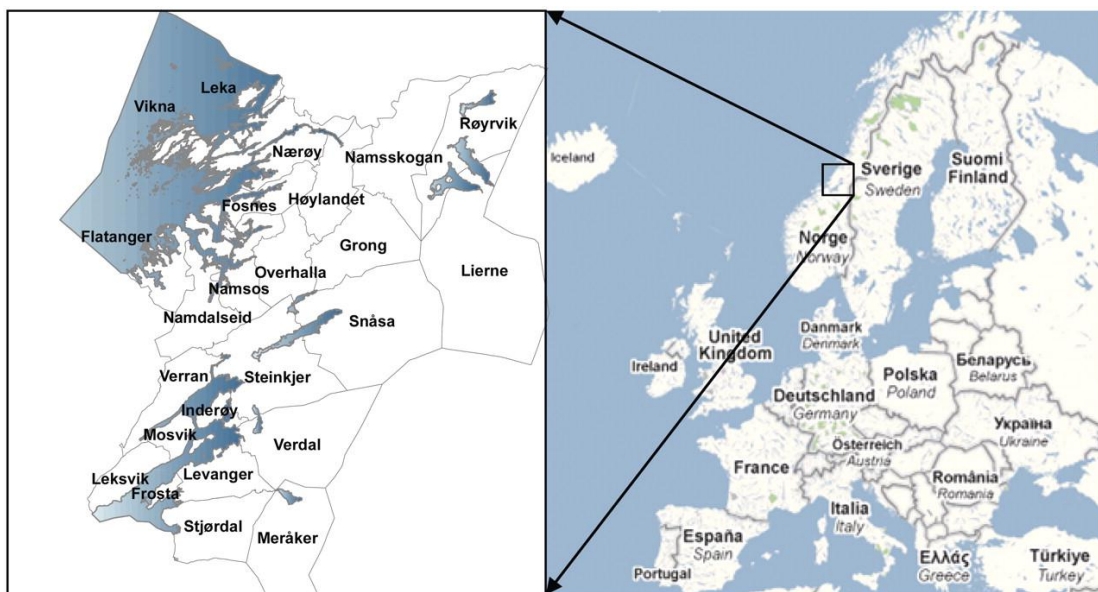 Leka
Vikna
Røyrvik
Nærøy
Namsskogan
Høylandet
Fosnes
Flatanger
Grong
Lierne
Overhalla
Namsos
Namdalseid
Snåsa
Verran
Steinkjer
Inderøy
Mosvik
Verdal
Leksvik
Levanger
Frosta
Stjørdal
Meråker
Iceland
Sverige
Sweden
Suomi
Finland
Norge
Norway
United
Kingdom
Ireland
Danmark
Denmark
Беларусь
Belarus
Polska
Poland
Deutschland
Germany
Україна
Ukraine
Österreich
Austria
France
România
Romania
Italia
Italy
España
Spain
Portugal
Ελλάς
Greece
Türkiye
Turkey